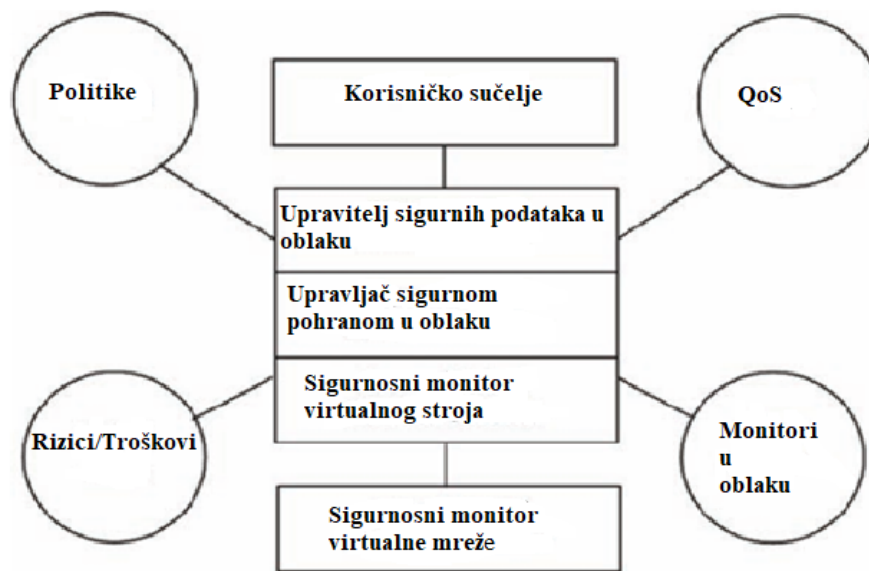 Politike
Korisničko sučelje
QoS
Upravitelj sigurnih podataka u
oblaku
Upravljač sigurnom
pohranom u oblaku
Sigurnosni monitor
virtualnog stroja
Rizici/Troškovi
Monitori
u
oblaku
Sigurnosni monitor
virtualne mreže